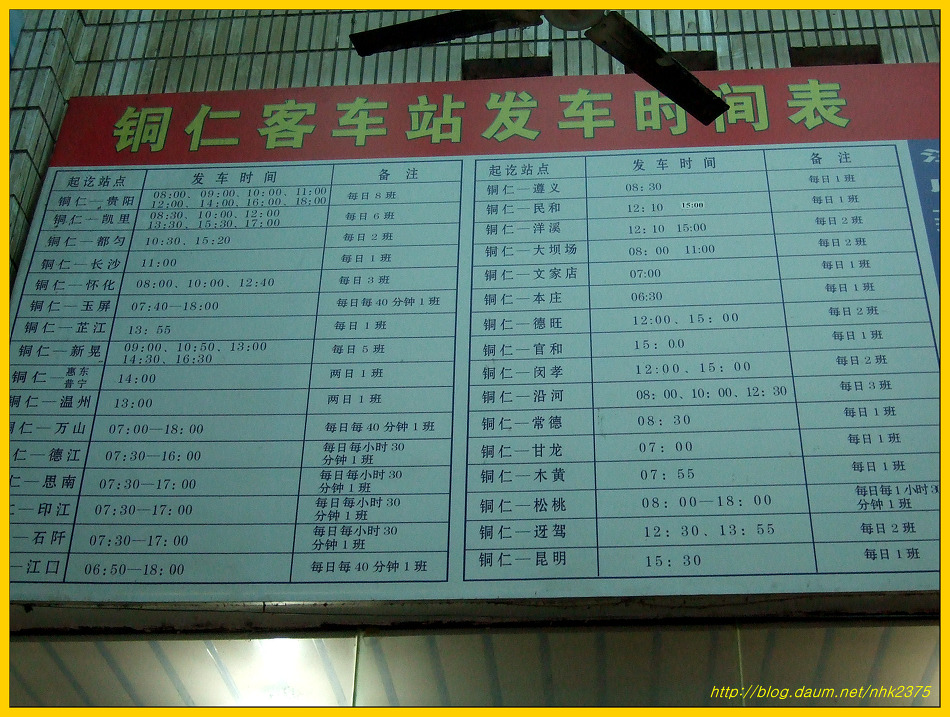 铜仁客车站发车时间表
起讫站点 发车时间 备注
铜仁—贵阳 08:00、09:00、10:00、11:00
12:00、14:00、16:00、18:00 每日8班
铜仁—凯里 08:30、10:00、12:00
13:30、15:30、17:00 每日6班
铜仁—都匀 10:30、15:20 每日2班
铜仁—长沙 11:00 每日1班
铜仁—怀化 08:00、10:00、12:40 每日3班
铜仁—玉屏 07:40—18:00 每日每40分钟1班
铜仁—芷江 13:55 每日1班
铜仁—新晃 09:00、10:50、13:00
14:30、16:30 每日5班
铜仁—惠东
普宁 14:00 两日1班
铜仁—温州 13:00 两日1班
铜仁—万山 07:00—18:00 每日每40分钟1班
仁—德江 07:30—16:00 每日每小时30
分钟1班
仁—思南 07:30—17:00 每日每小时30
分钟1班
—印江 07:30—17:00 每日每小时30
分钟1班
—石阡 07:30—17:00 每日每小时30
分钟1班
—江口 06:50—18:00 每日每40分钟1班
起讫站点 发车时间 备注
铜仁—遵义 08:30 每日1班
铜仁—民和 12:10 15:00 每日1班
铜仁—洋溪 12:10 15:00 每日2班
铜仁—大坝场 08:00 11:00 每日2班
铜仁—文家店 07:00 每日1班
铜仁—本庄 06:30 每日1班
铜仁—德旺 12:00、15:00 每日2班
铜仁—官和 15:00 每日1班
铜仁—闵孝 12:00、15:00 每日2班
铜仁—沿河 08:00、10:00、12:30 每日3班
铜仁—常德 08:30 每日1班
铜仁—甘龙 07:00 每日1班
铜仁—木黄 07:55 每日1班
铜仁—松桃 08:00—18:00 每日每1小时3
分钟1班
铜仁—迓驾 12:30、13:55 每日2班
铜仁—昆明 15:30 每日1班
http://blog.daum.net/nhk2375